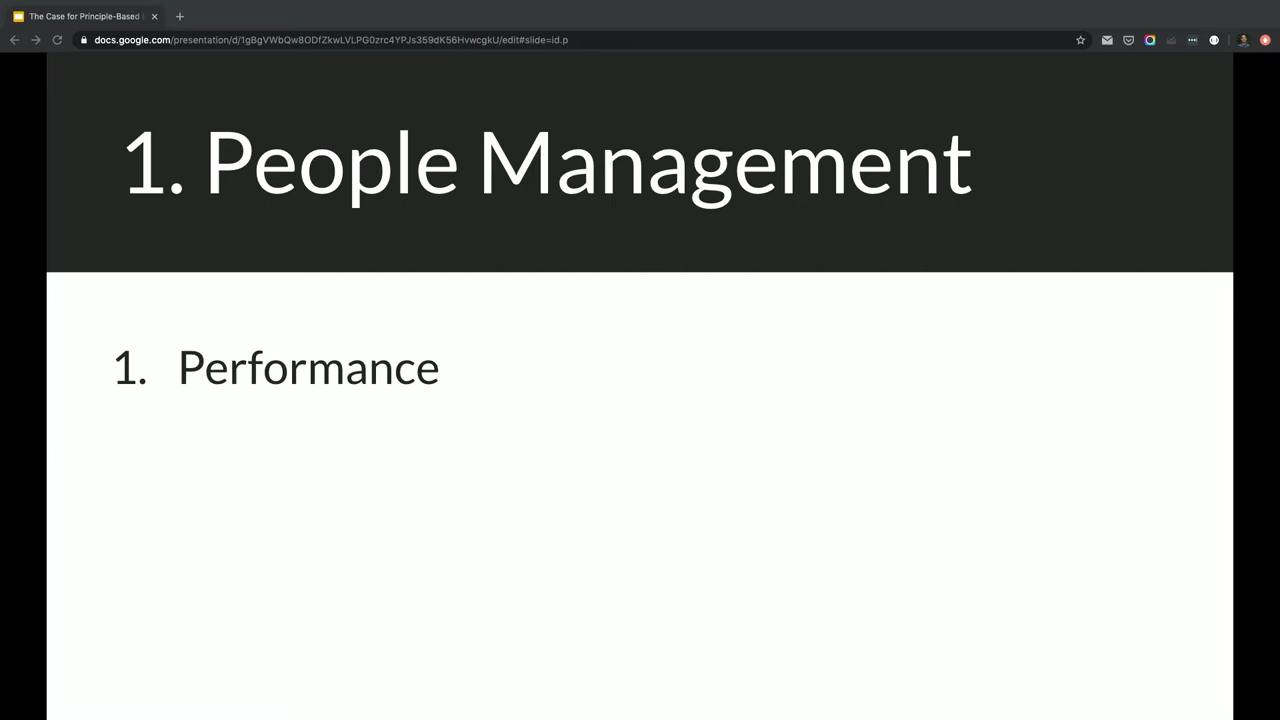 The Case for Principle-Based
docs.google.com/presentation/d/1gBgVWbQw8ODfZkwLVLPG0zrc4YPJs359dK56HvwcgkU/edit#slide=id.p
1. People Management
1. Performance